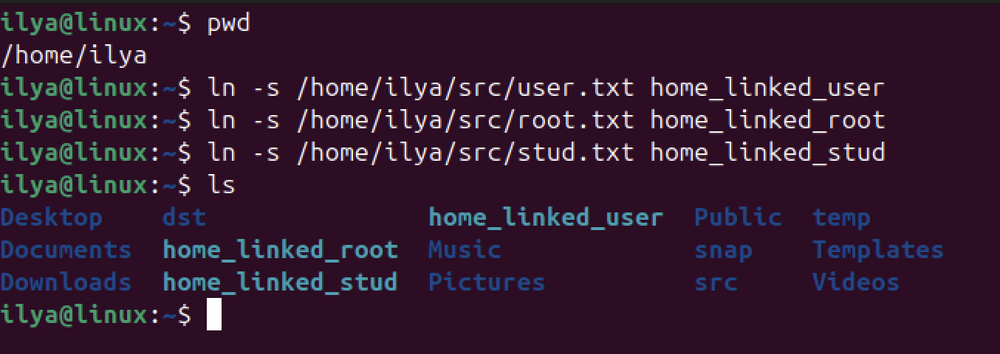 ilya@linux:~$ pwd
/home/ilya
ilya@linux:~$ ln -s /home/ilya/src/user.txt home_linked_user
ilya@linux:~$ ln -s /home/ilya/src/root.txt home_linked_root
ilya@linux:~$ ln -s /home/ilya/src/stud.txt home_linked_stud
ilya@linux:~$ ls
Desktop    dst               home_linked_user  Public  temp
Documents  home_linked_root  Music             snap    Templates
Downloads  home_linked_stud  Pictures          src     Videos
ilya@linux:~$